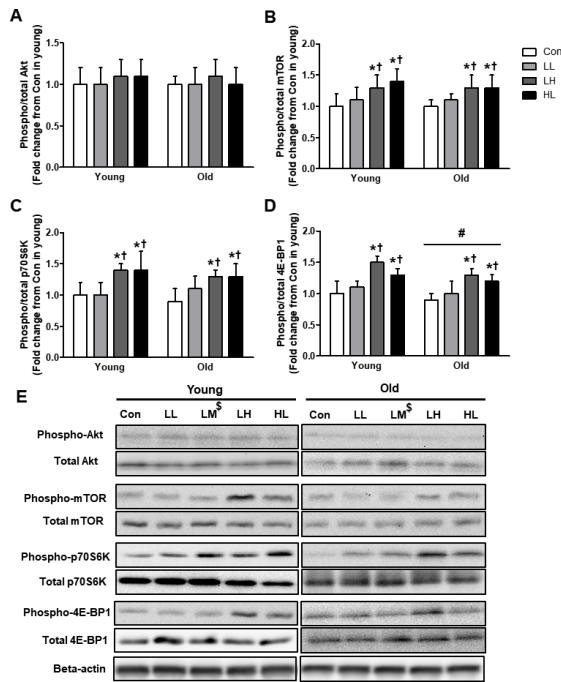 A
Phospho/total Akt
(Fold change from Con in young)
1.5
1.0
0.5
0.0
Young
Old
B
Phospho/total mTOR
(Fold change from Con in young)
2.0
1.5
1.0
0.5
0.0
*†
*†
*†
*†
Young
Old
Con
LL
LH
HL
C
Phospho/total p70S6K
(Fold change from Con in young)
2.0
1.5
1.0
0.5
0.0
*†
*†
*†
*†
Young
Old
D
Phospho/total 4E-BP1
(Fold change from Con in young)
2.0
1.5
1.0
0.5
0.0
*†
*†
#
*†
*†
Young
Old
E
Young
Old
Con LL LM$ LH HL
Con LL LM$ LH HL
Phospho-Akt
Total Akt
Phospho-mTOR
Total mTOR
Phospho-p70S6K
Total p70S6K
Phospho-4E-BP1
Total 4E-BP1
Beta-actin